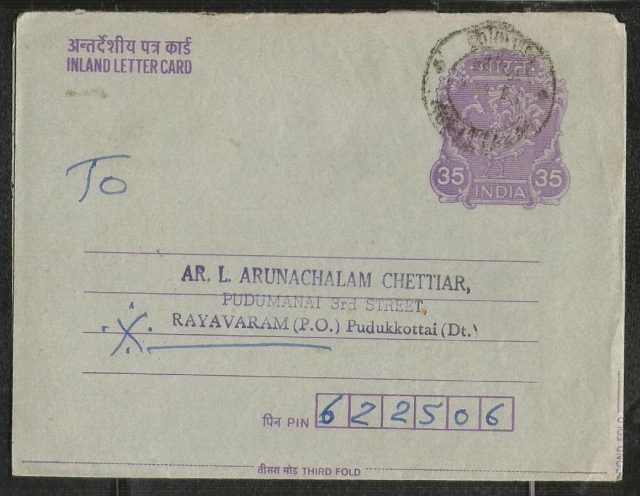 अन्तर्देशीय पत्र कार्ड
INLAND LETTER CARD
35 35
INDIA
To
AR. L. ARUNACHALAM CHETTIAR,
PUDUMANAI 3rd STREET,
RAYAVARAM (P.O.) Pudukkottai (Dt.)
पिन PIN 622506
तीसरा मोड़ THIRD FOLD